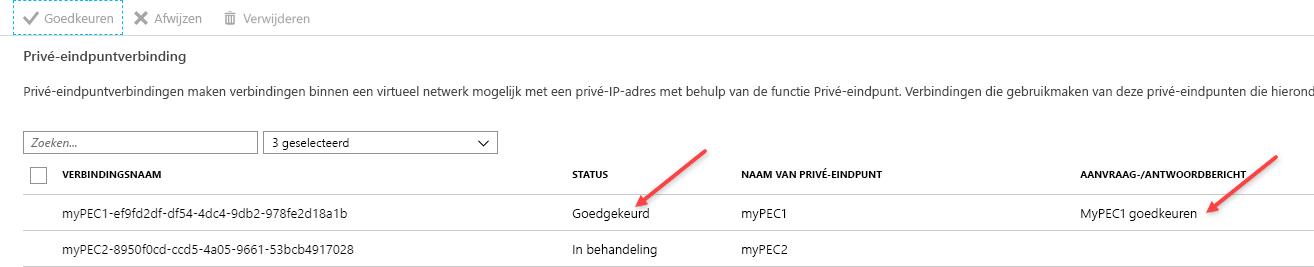 Goedkeuren Afwijzen Verwijderen
Privé-eindpuntverbinding
Privé-eindpuntverbindingen maken verbindingen binnen een virtueel netwerk mogelijk met een privé-IP-adres met behulp van de functie Privé-eindpunt. Verbindingen die gebruikmaken van deze privé-eindpunten die hierond
Zoeken... 3 geselecteerd
VERBINDINGSNAAM STATUS NAAM VAN PRIVÉ-EINDPUNT AANVRAAG-/ANTWOORDBERICHT
myPEC1-ef9fd2df-df54-4dc4-9db2-978fe2d18a1b Goedgekeurd myPEC1 MyPEC1 goedkeuren
myPEC2-8950f0cd-ccd5-4a05-9661-53bcb4917028 In behandeling myPEC2